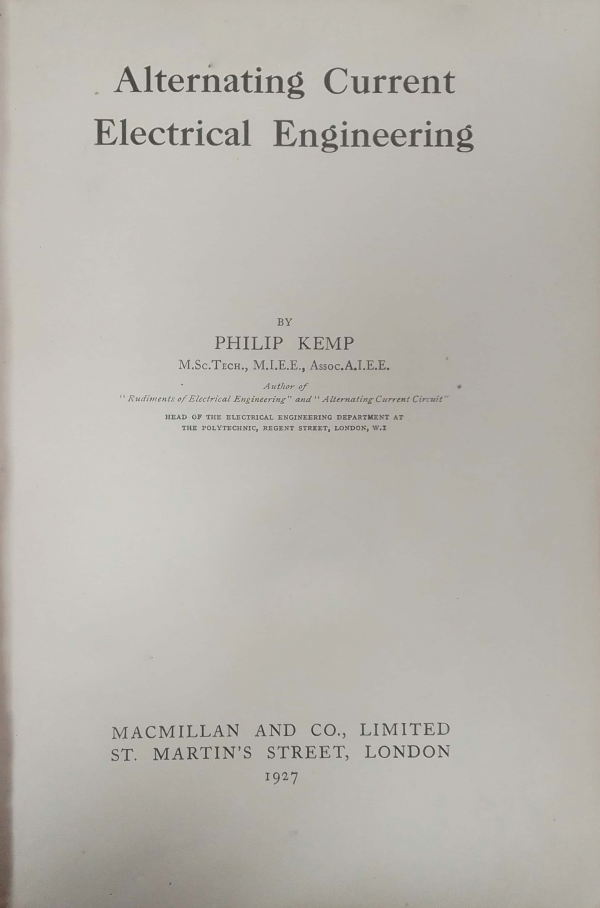 Alternating Current
Electrical Engineering
BY
PHILIP KEMP
M.Sc.Tech., M.I.E.E., Assoc.A.I.E.E.
Author of
"Rudiments of Electrical Engineering" and "Alternating Current Circuit"
HEAD OF THE ELECTRICAL ENGINEERING DEPARTMENT AT
THE POLYTECHNIC, REGENT STREET, LONDON, W.1
MACMILLAN AND CO., LIMITED
ST. MARTIN'S STREET, LONDON
1927